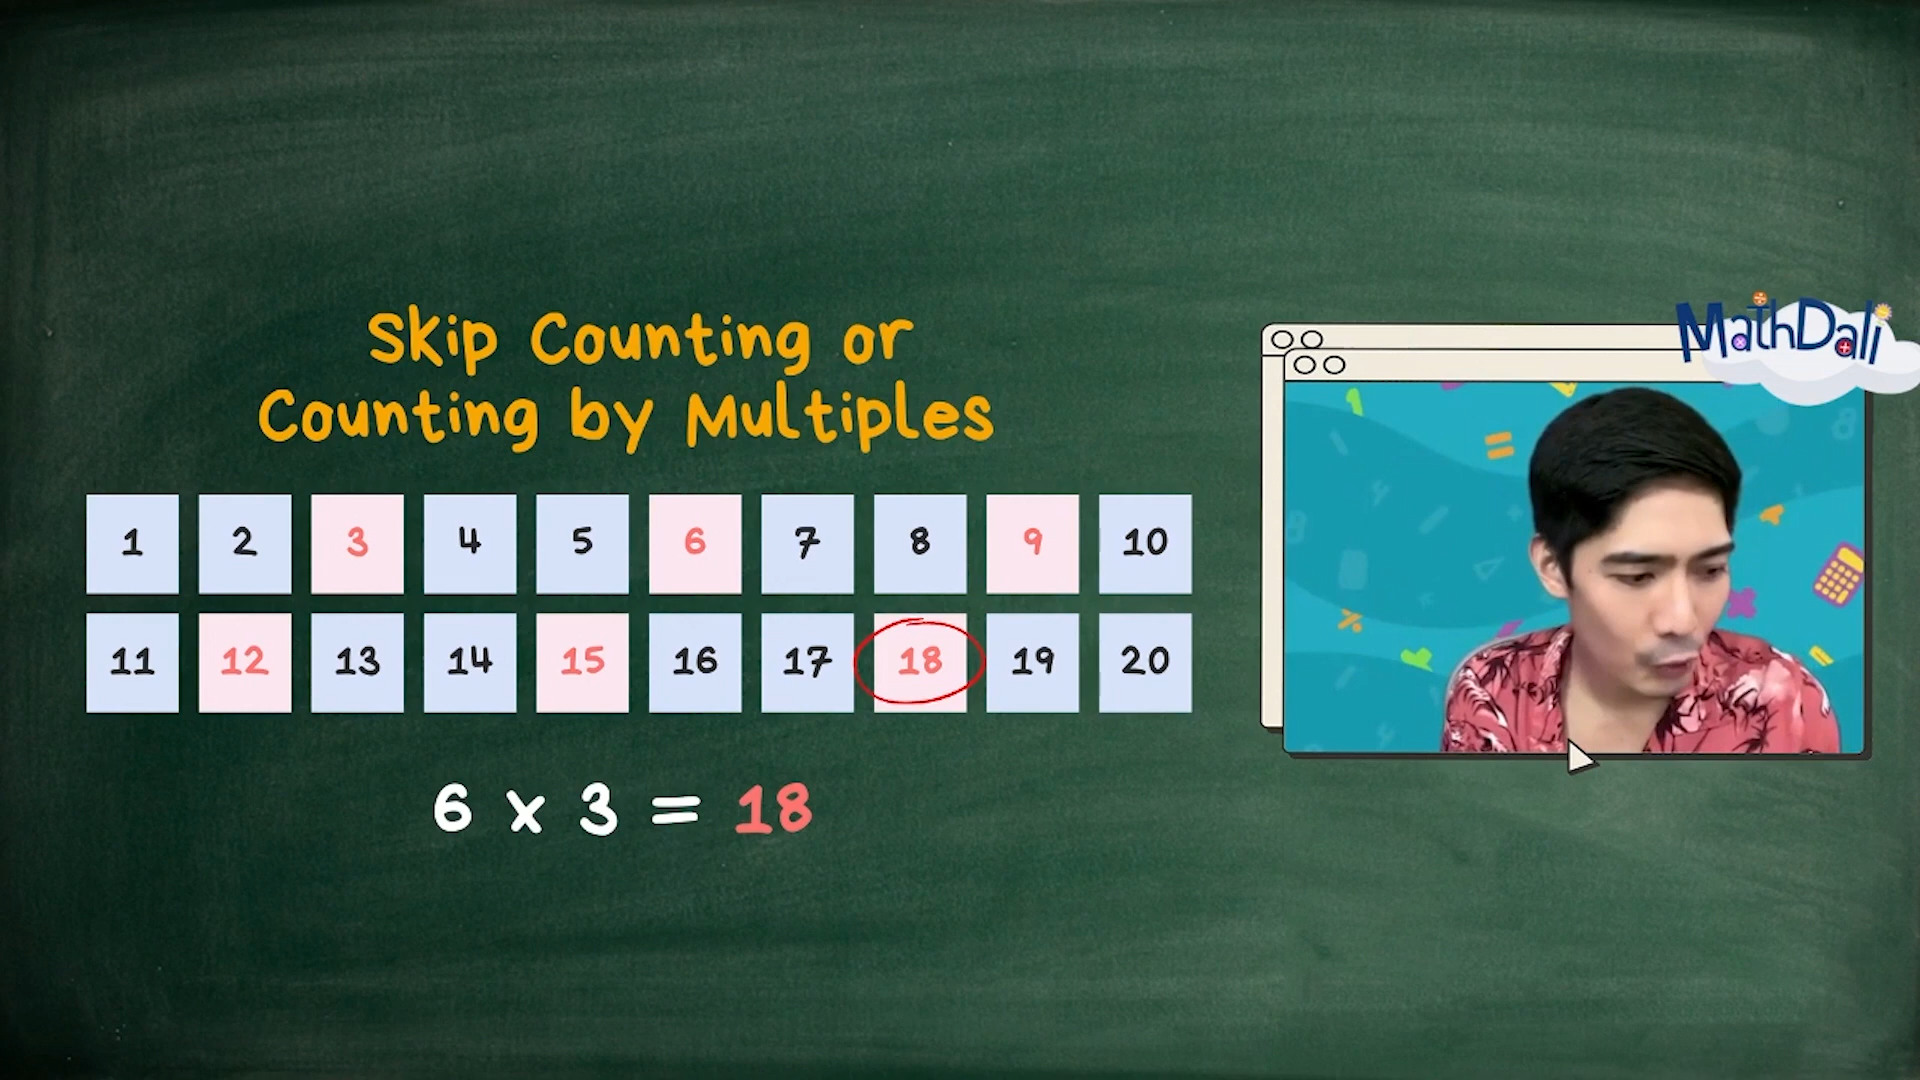 MathDali
Skip Counting or
Counting by Multiples
1 2 3 4 5 6 7 8 9 10
11 12 13 14 15 16 17 18 19 20
6 x 3 = 18